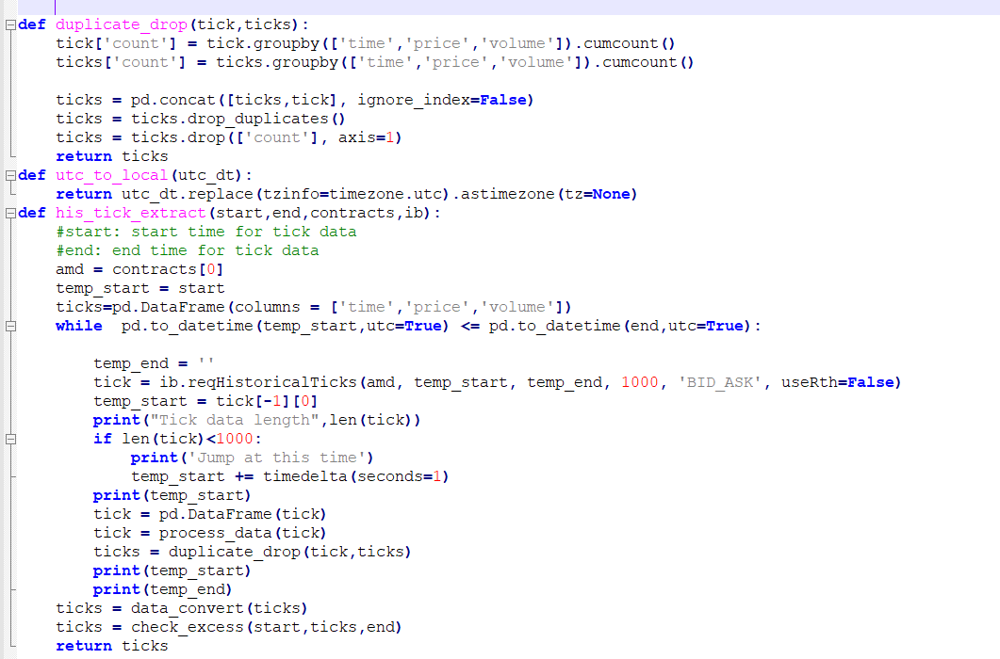 def duplicate_drop(tick,ticks):
    tick['count'] = tick.groupby(['time','price','volume']).cumcount()
    ticks['count'] = ticks.groupby(['time','price','volume']).cumcount()

    ticks = pd.concat([ticks,tick], ignore_index=False)
    ticks = ticks.drop_duplicates()
    ticks = ticks.drop(['count'], axis=1)
    return ticks
def utc_to_local(utc_dt):
    return utc_dt.replace(tzinfo=timezone.utc).astimezone(tz=None)
def his_tick_extract(start,end,contracts,ib):
    #start: start time for tick data
    #end: end time for tick data
    amd = contracts[0]
    temp_start = start
    ticks=pd.DataFrame(columns = ['time','price','volume'])
    while  pd.to_datetime(temp_start,utc=True) <= pd.to_datetime(end,utc=True):

        temp_end = ''
        tick = ib.reqHistoricalTicks(amd, temp_start, temp_end, 1000, 'BID_ASK', useRth=False)
        temp_start = tick[-1][0]
        print("Tick data length",len(tick))
        if len(tick)<1000:
            print('Jump at this time')
            temp_start += timedelta(seconds=1)
        print(temp_start)
        tick = pd.DataFrame(tick)
        tick = process_data(tick)
        ticks = duplicate_drop(tick,ticks)
        print(temp_start)
        print(temp_end)
    ticks = data_convert(ticks)
    ticks = check_excess(start,ticks,end)
    return ticks